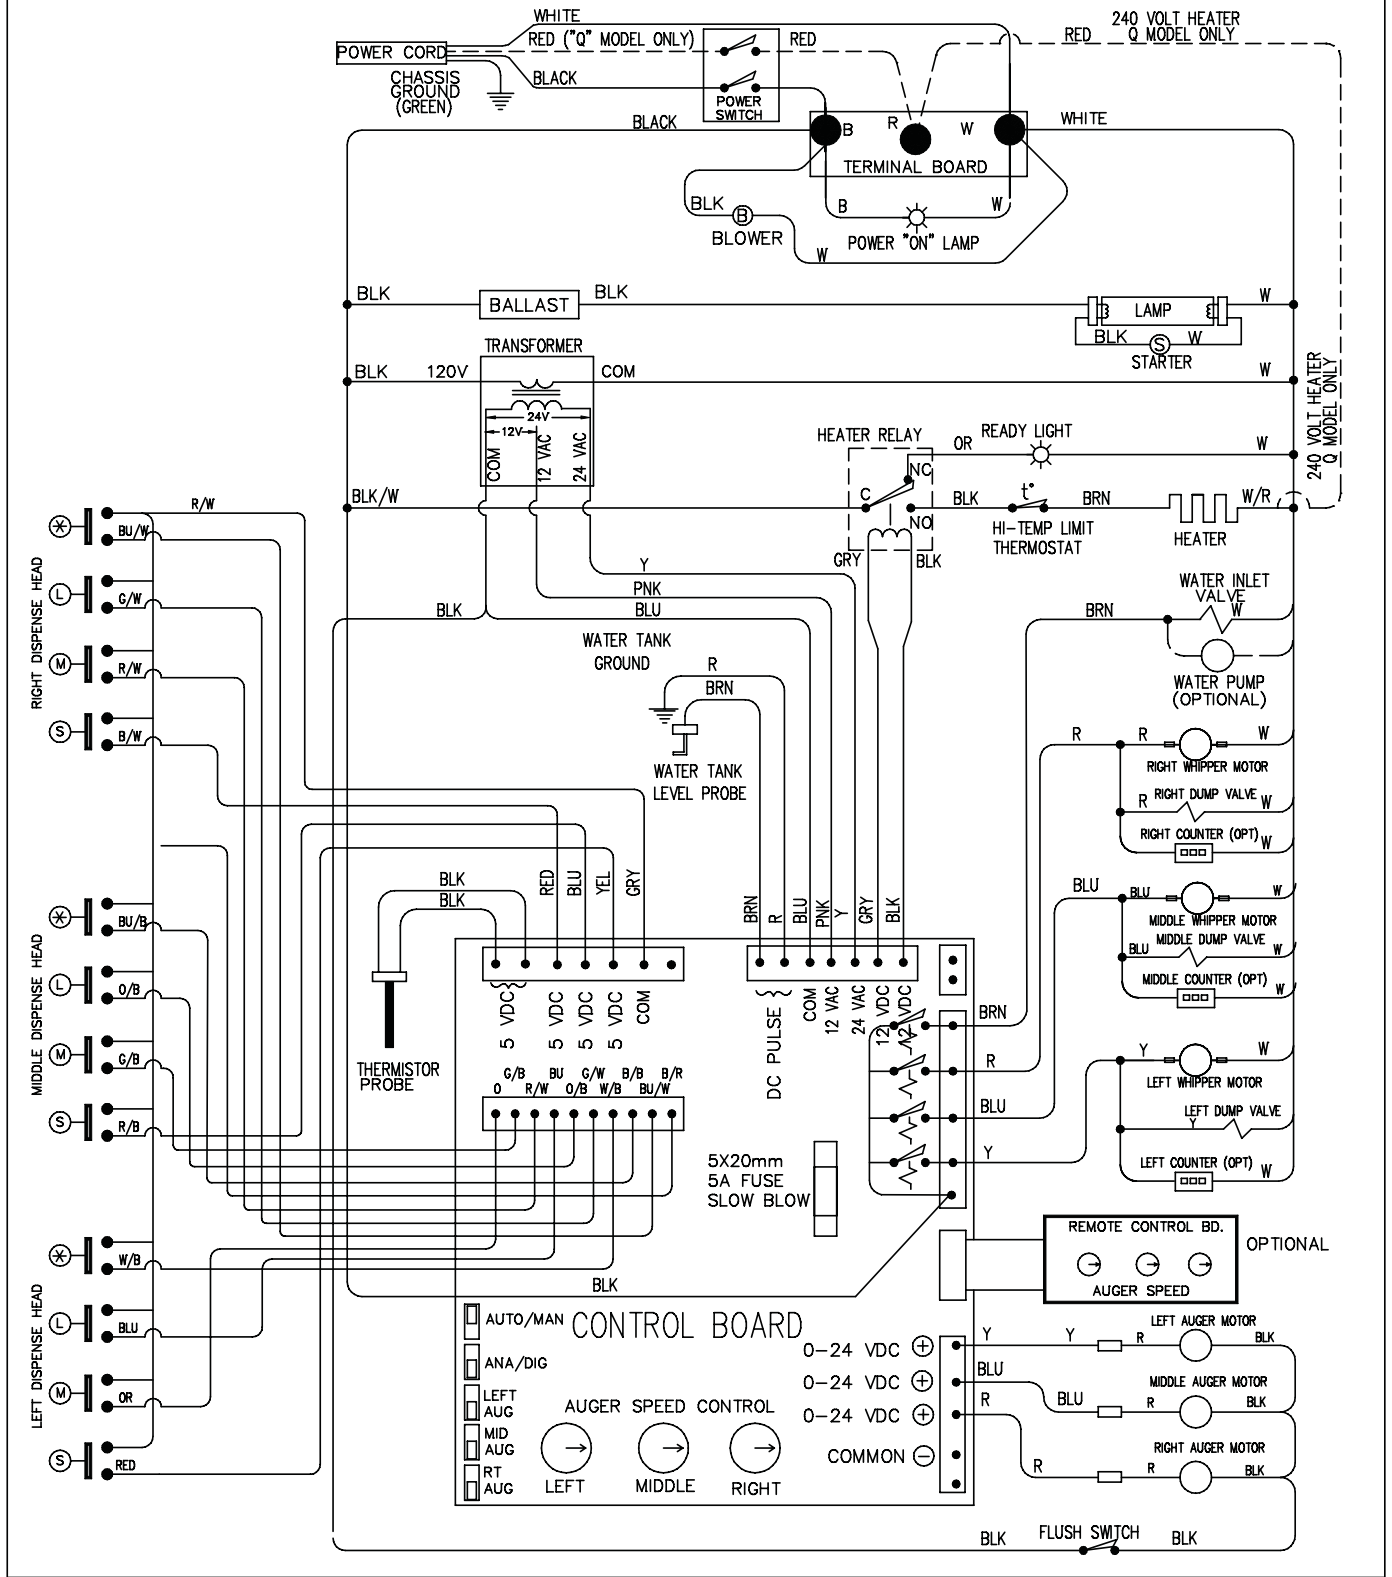 WHITE
240 VOLT HEATER
Q MODEL ONLY
RED ("Q" MODEL ONLY)
RED
RED
POWER CORD
CHASSIS
GROUND
(GREEN)
BLACK
POWER
SWITCH
BLACK
B
R
W
WHITE
TERMINAL BOARD
BLK
B
BLOWER
B
W
POWER "ON" LAMP
W
BLK
BALLAST
BLK
LAMP
W
BLK
S
W
STARTER
TRANSFORMER
BLK
120V
COM
W
24V
12V
COM
12 VAC
24 VAC
240 VOLT HEATER
Q MODEL ONLY
HEATER RELAY
OR
READY LIGHT
W
NC
C
NO
BLK/W
BLK
t°
BRN
W/R
HI-TEMP LIMIT
THERMOSTAT
HEATER
GRY
BLK
Y
PNK
BLK
BLU
WATER TANK
GROUND
R
BRN
WATER TANK
LEVEL PROBE
BRN
WATER INLET
VALVE
W
WATER PUMP
(OPTIONAL)
R
R
W
RIGHT WHIPPER MOTOR
R
RIGHT DUMP VALVE
W
RIGHT COUNTER (OPT)
W
BLU
BLU
W
MIDDLE WHIPPER MOTOR
MIDDLE DUMP VALVE
BLU
W
MIDDLE COUNTER (OPT)
W
Y
W
LEFT WHIPPER MOTOR
LEFT DUMP VALVE
Y
LEFT COUNTER (OPT)
W
RIGHT DISPENSE HEAD
R/W
BU/W
L
G/W
M
R/W
S
B/W
MIDDLE DISPENSE HEAD
BU/B
L
O/B
M
G/B
S
R/B
LEFT DISPENSE HEAD
W/B
L
BLU
M
OR
S
RED
BLK
BLK
RED
BLU
YEL
GRY
THERMISTOR
PROBE
5 VDC
5 VDC
5 VDC
5 VDC
COM
G/B
BU
G/W
B/B
B/R
O
R/W
O/B
W/B
BU/W
BRN
R
BLU
PNK
Y
GRY
BLK
DC PULSE
COM
12 VAC
24 VAC
12 VDC
12 VDC
BRN
R
BLU
Y
5X20mm
5A FUSE
SLOW BLOW
BLK
REMOTE CONTROL BD.
AUGER SPEED
OPTIONAL
AUTO/MAN
CONTROL BOARD
ANA/DIG
LEFT
AUG
MID
AUG
RT
AUG
AUGER SPEED CONTROL
LEFT
MIDDLE
RIGHT
0-24 VDC +
0-24 VDC +
0-24 VDC +
COMMON -
Y
Y
R
LEFT AUGER MOTOR
BLK
BLU
BLU
R
MIDDLE AUGER MOTOR
BLK
R
R
R
RIGHT AUGER MOTOR
BLK
BLK
FLUSH SWITCH
BLK